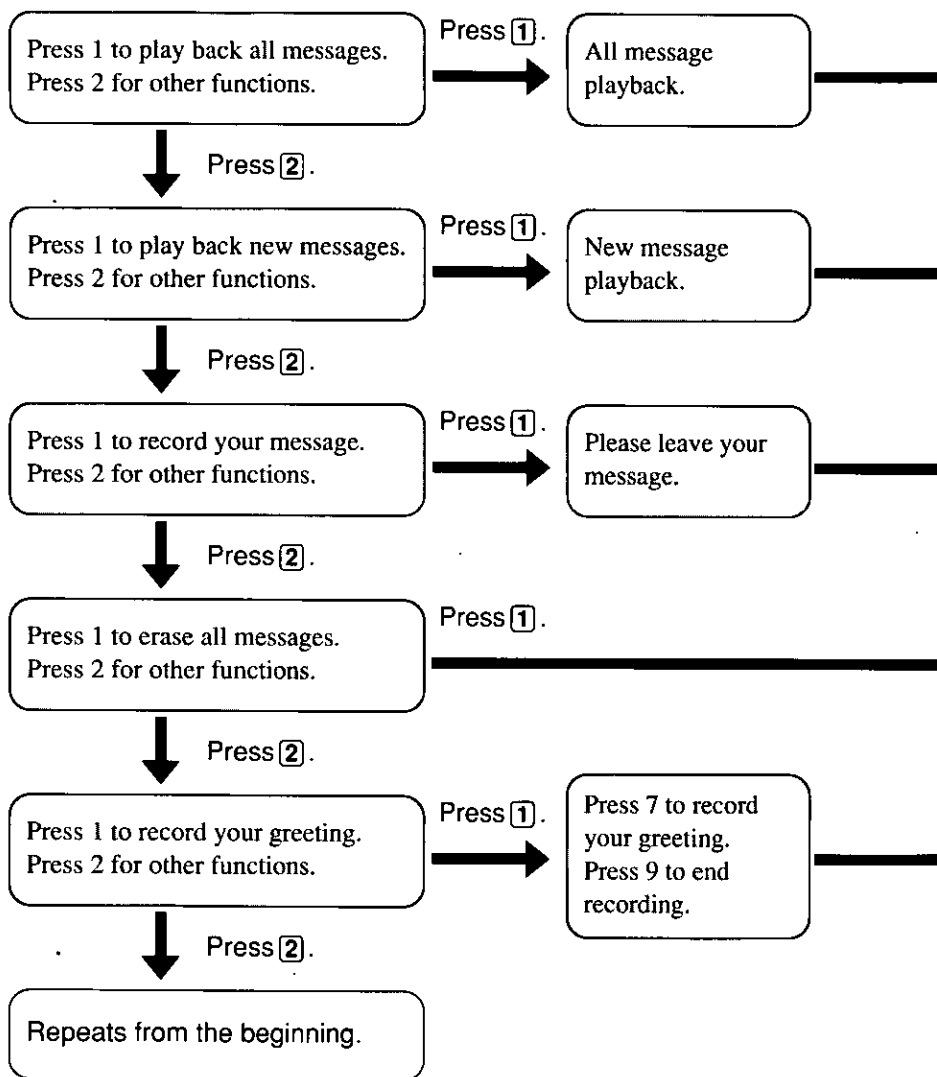 Press 1 to play back all messages.
Press 2 for other functions.
Press 1.
All message
playback.
Press 2.
Press 1 to play back new messages.
Press 2 for other functions.
Press 1.
New message
playback.
Press 2.
Press 1 to record your message.
Press 2 for other functions.
Press 1.
Please leave your
message.
Press 2.
Press 1 to erase all messages.
Press 2 for other functions.
Press 1.
Press 2.
Press 1 to record your greeting.
Press 2 for other functions.
Press 1.
Press 7 to record
your greeting.
Press 9 to end
recording.
Press 2.
Repeats from the beginning.